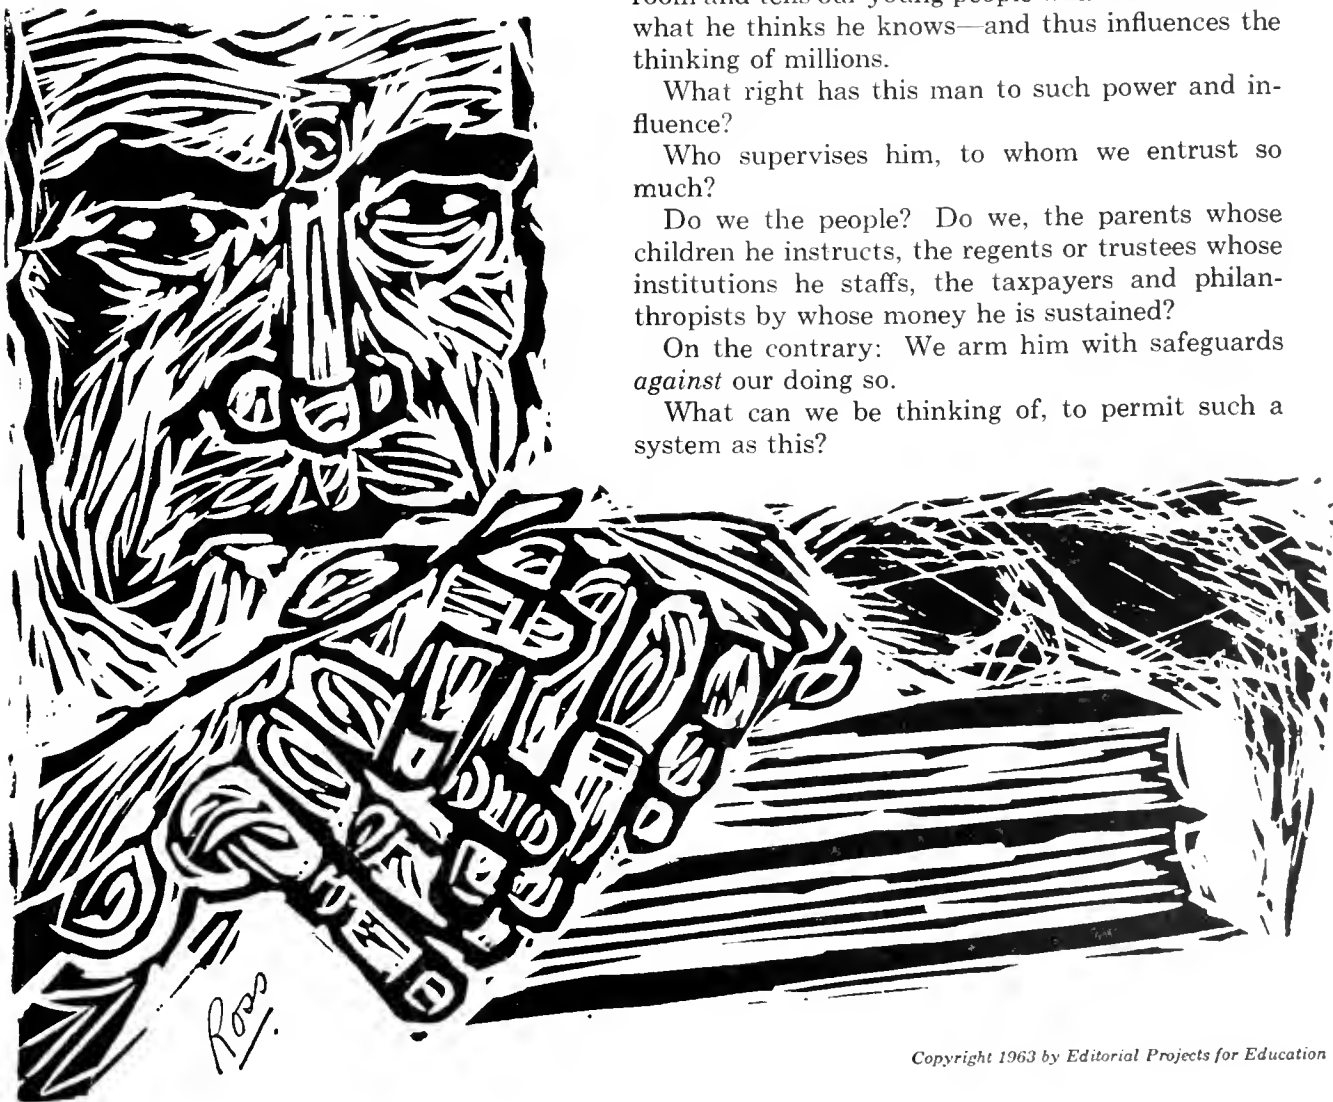 what he thinks he knows—and thus influences the
thinking of millions.
What right has this man to such power and in-
fluence?
Who supervises him, to whom we entrust so
much?
Do we the people? Do we, the parents whose
children he instructs, the regents or trustees whose
institutions he staffs, the taxpayers and philan-
thropists by whose money he is sustained?
On the contrary: We arm him with safeguards
against our doing so.
What can we be thinking of, to permit such a
system as this?
Ross
Copyright 1963 by Editorial Projects for Education